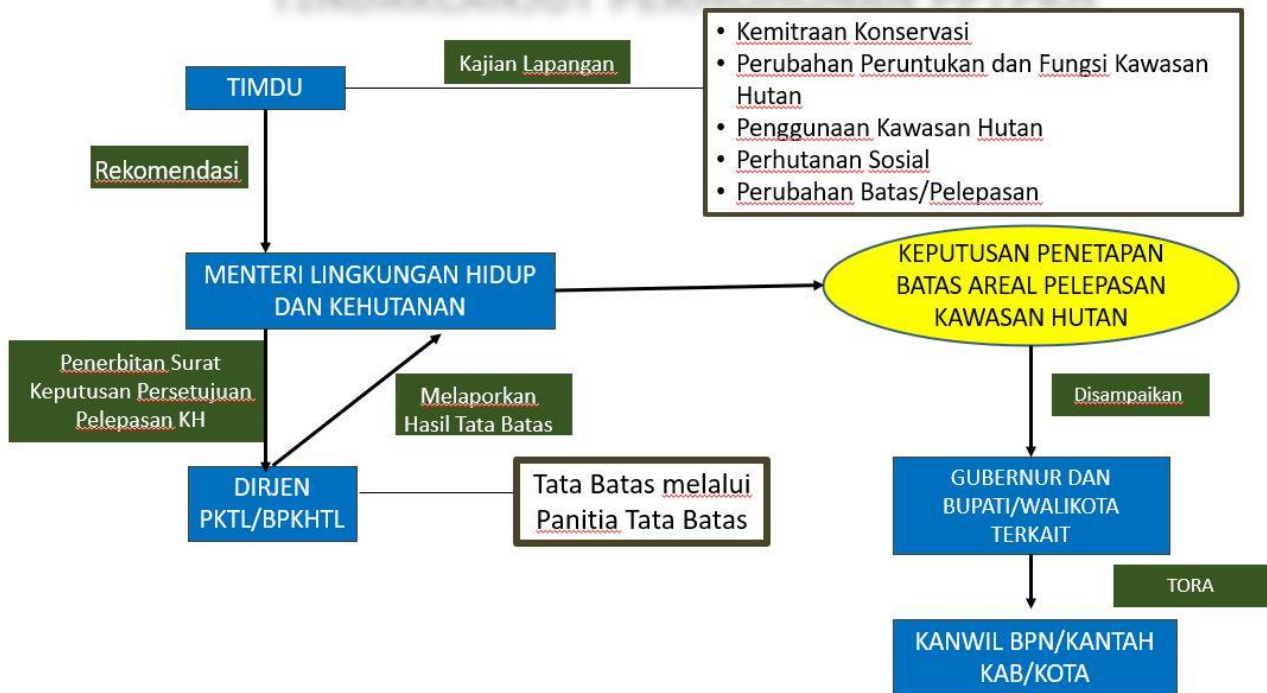 TINDAKLANJUT PERMOHONAN PPTPKH
TIMDU
Kajian Lapangan
• Kemitraan Konservasi
• Perubahan Peruntukan dan Fungsi Kawasan
Hutan
• Penggunaan Kawasan Hutan
• Perhutanan Sosial
• Perubahan Batas/Pelepasan
Rekomendasi
MENTERI LINGKUNGAN HIDUP
DAN KEHUTANAN
KEPUTUSAN PENETAPAN
BATAS AREAL PELEPASAN
KAWASAN HUTAN
Penerbitan Surat
Keputusan Persetujuan
Pelepasan KH
Melaporkan
Hasil Tata Batas
Disampaikan
DIRJEN
PKTL/BPKHTL
Tata Batas melalui
Panitia Tata Batas
GUBERNUR DAN
BUPATI/WALIKOTA
TERKAIT
TORA
KANWIL BPN/KANTAH
KAB/KOTA